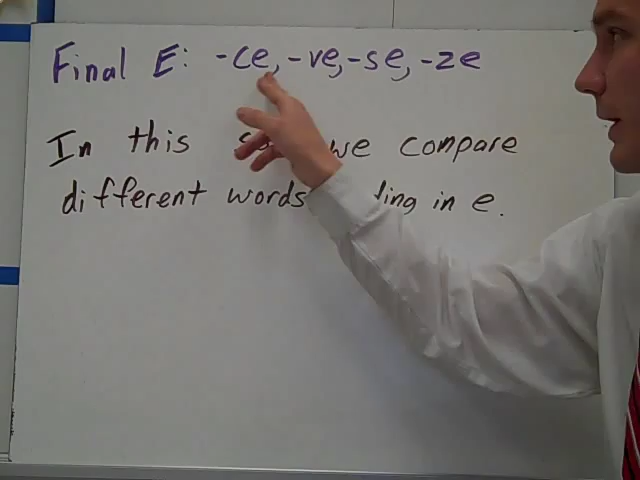 Final E: -ce, -ve, -se, -ze
In this we compare
different words in e.